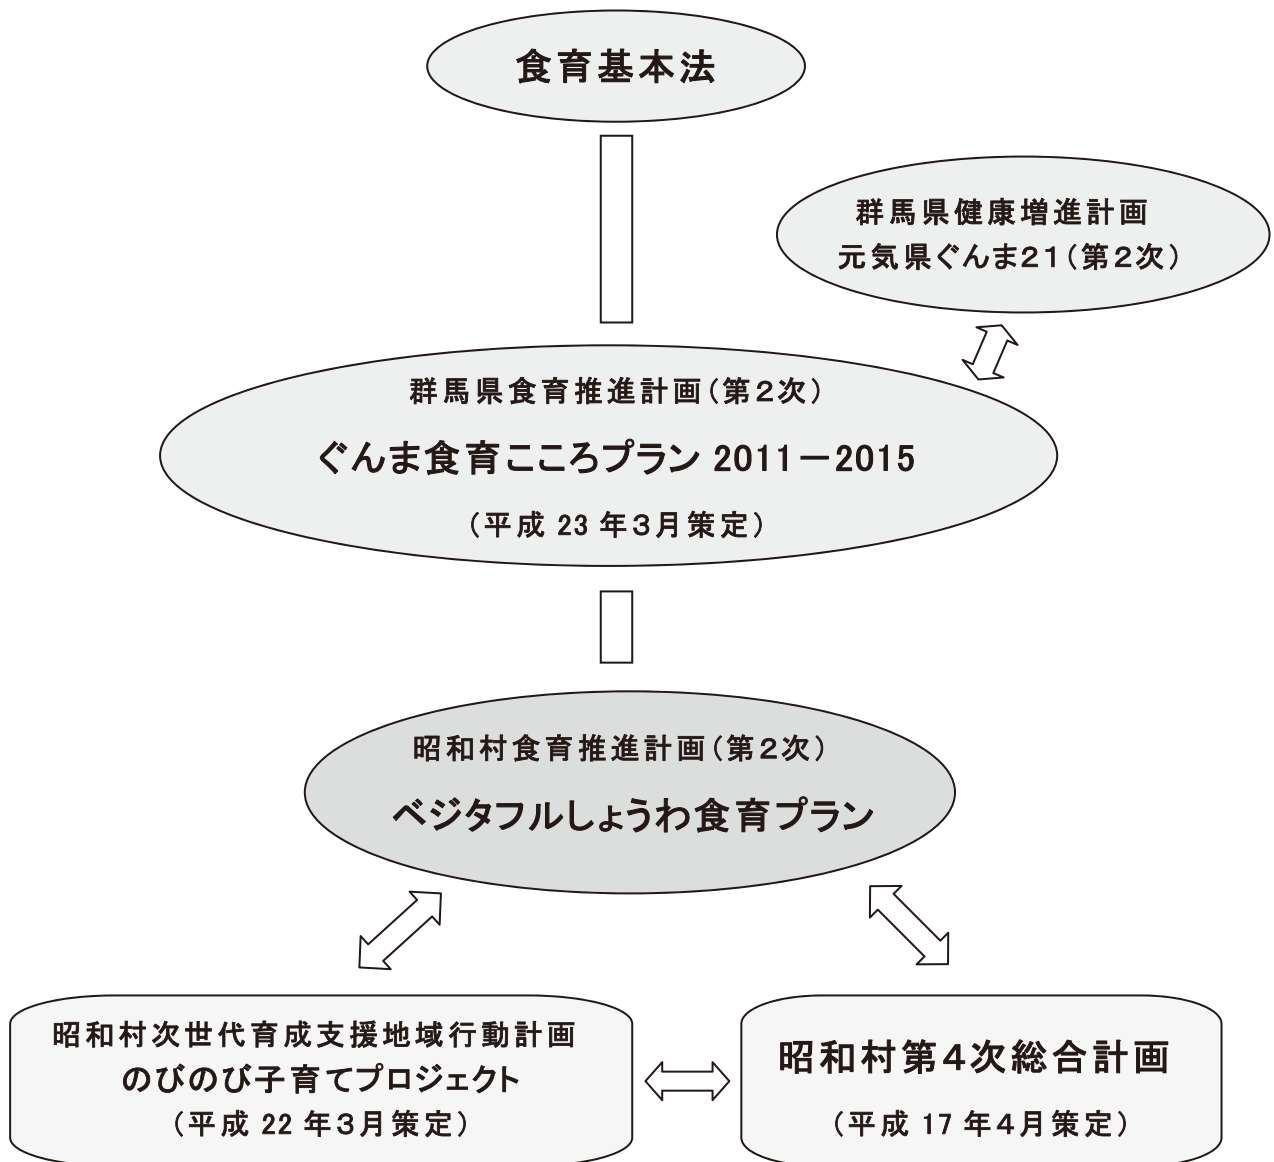 食育基本法
群馬県健康増進計画
元気県ぐんま21(第2次)
群馬県食育推進計画(第2次)
ぐんま食育こころプラン 2011-2015
(平成 23 年3月策定)
昭和村食育推進計画(第2次)
ベジタフルしょうわ食育プラン
昭和村次世代育成支援地域行動計画
のびのび子育てプロジェクト
(平成 22 年3月策定)
昭和村第4次総合計画
(平成 17 年4月策定)